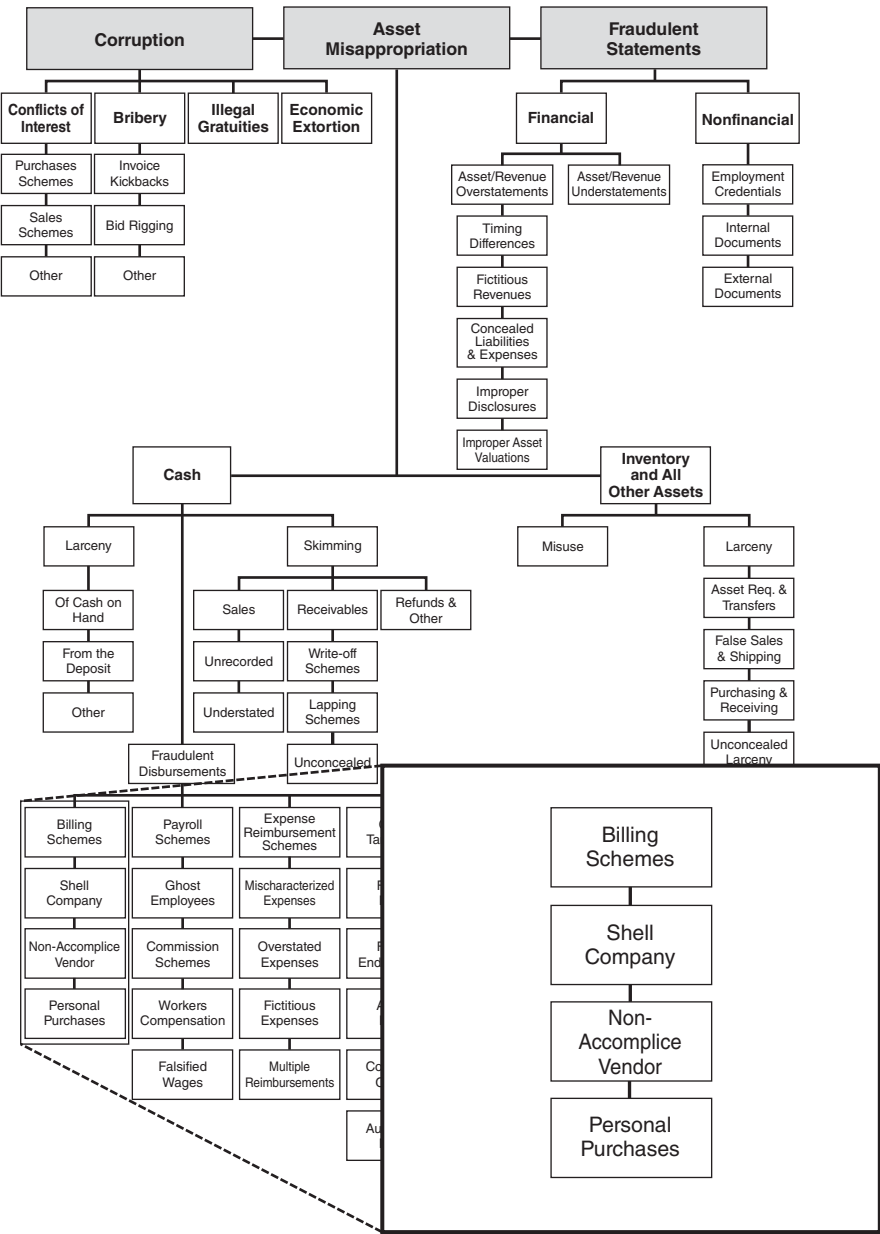 Corruption
Asset
Misappropriation
Fraudulent
Statements
Conflicts of
Interest
Bribery
Illegal
Gratuities
Economic
Extortion
Purchases
Schemes
Sales
Schemes
Other
Invoice
Kickbacks
Bid Rigging
Other
Financial
Nonfinancial
Asset/Revenue
Overstatements
Asset/Revenue
Understatements
Timing
Differences
Fictitious
Revenues
Concealed
Liabilities
& Expenses
Improper
Disclosures
Improper Asset
Valuations
Employment
Credentials
Internal
Documents
External
Documents
Cash
Inventory
and All
Other Assets
Larceny
Of Cash on
Hand
From the
Deposit
Other
Skimming
Sales
Unrecorded
Understated
Receivables
Write-off
Schemes
Lapping
Schemes
Unconcealed
Refunds &
Other
Misuse
Larceny
Asset Req. &
Transfers
False Sales
& Shipping
Purchasing &
Receiving
Unconcealed
Larceny
Fraudulent
Disbursements
Billing
Schemes
Shell
Company
Non-Accomplice
Vendor
Personal
Purchases
Payroll
Schemes
Ghost
Employees
Commission
Schemes
Workers
Compensation
Falsified
Wages
Expense
Reimbursement
Schemes
Mischaracterized
Expenses
Overstated
Expenses
Fictitious
Expenses
Multiple
Reimbursements
Billing
Schemes
Shell
Company
Non-
Accomplice
Vendor
Personal
Purchases